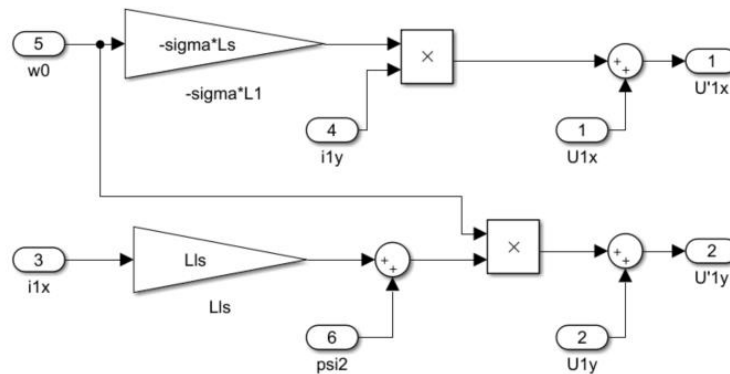 5
w0
-sigma*Ls
-sigma*L1
×
4
i1y
+
+
1
U1x
1
U'1x
3
i1x
Lls
Lls
+
+
6
psi2
×
+
+
2
U1y
2
U'1y